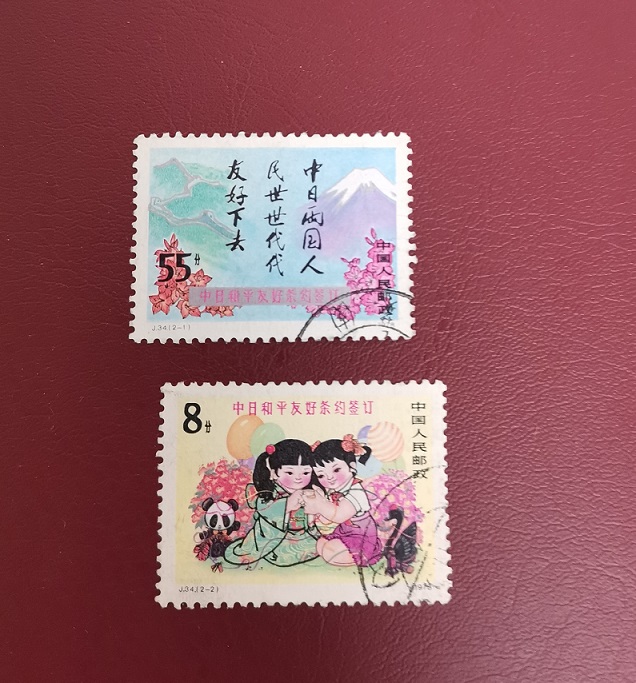 中日两国人
民世世代代
友好下去
55分
中国人民邮政
中日和平友好条约签订
J.34.(2-1)
8分
中日和平友好条约签订
中国人民邮政
J.34.(2-2)